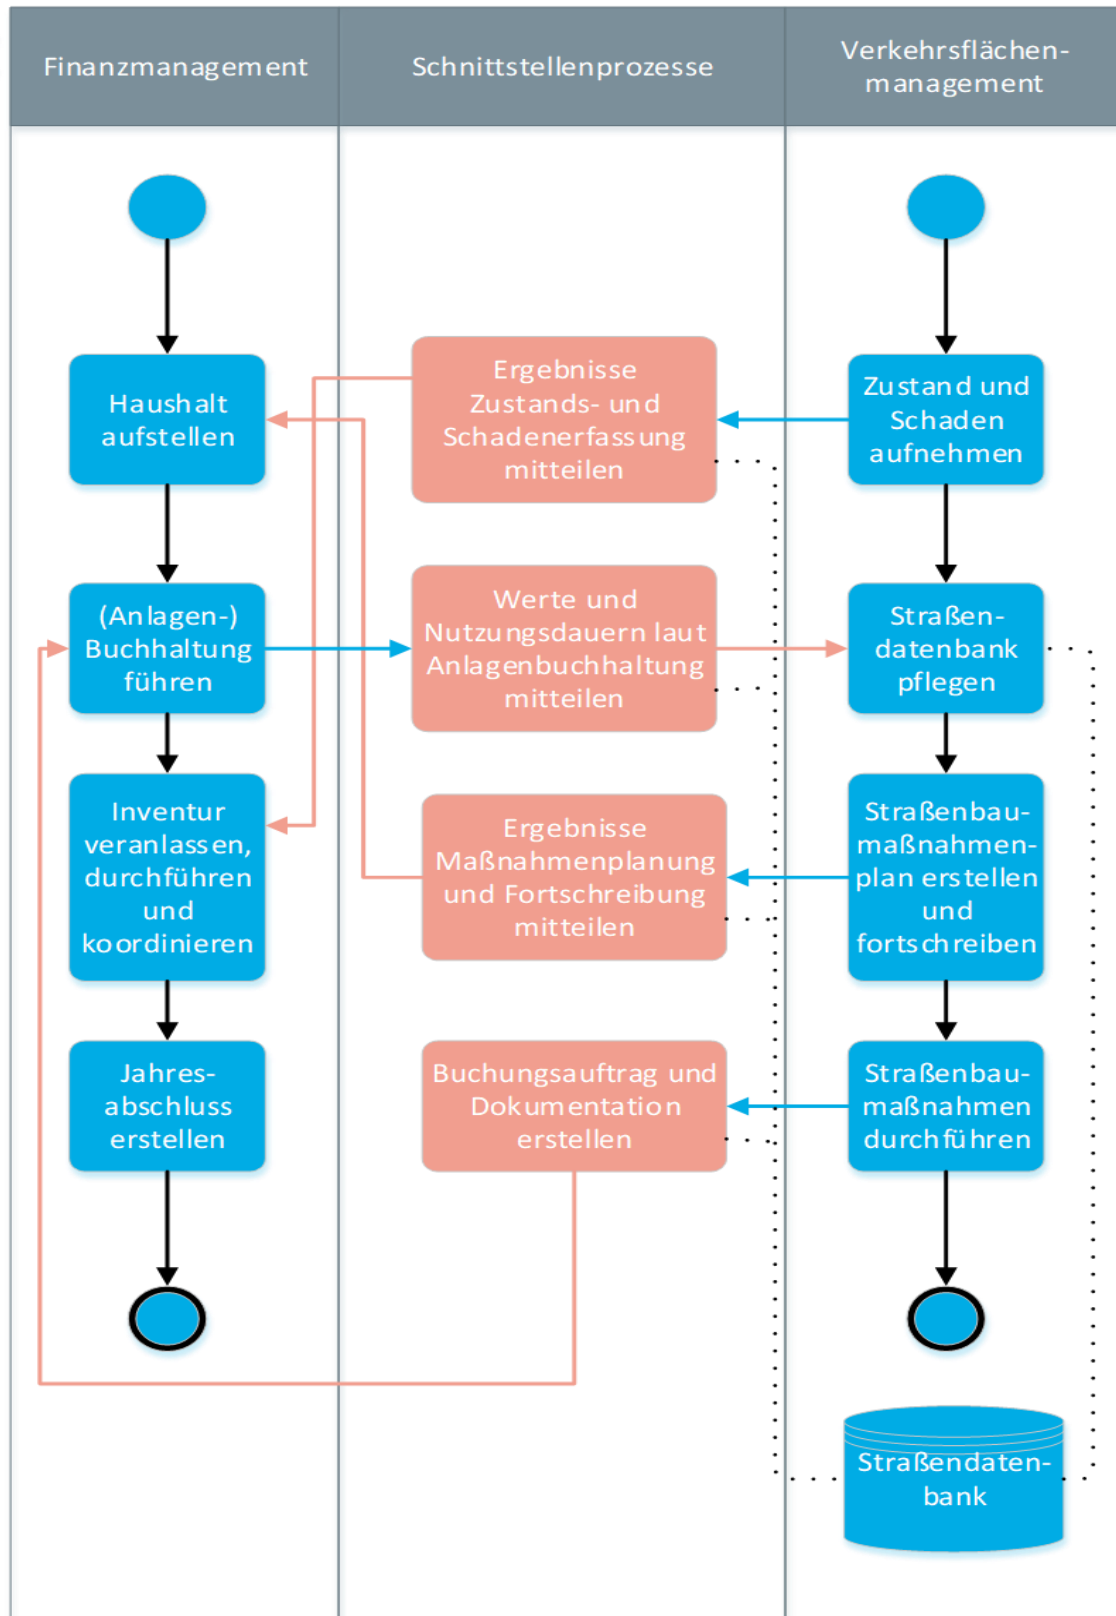 Finanzmanagement
Schnittstellenprozesse
Verkehrsflächen-
management
Haushalt
aufstellen
(Anlagen-)
Buchhaltung
führen
Inventur
veranlassen,
durchführen
und
koordinieren
Jahres-
abschluss
erstellen
Ergebnisse
Zustands- und
Schadenerfassung
mitteilen
Werte und
Nutzungsdauern laut
Anlagenbuchhaltung
mitteilen
Ergebnisse
Maßnahmenplanung
und Fortschreibung
mitteilen
Buchungsauftrag und
Dokumentation
erstellen
Zustand und
Schaden
aufnehmen
Straßen-
datenbank
pflegen
Straßenbau-
maßnahmen-
plan erstellen
und
fortschreiben
Straßenbau-
maßnahmen
durchführen
Straßendaten-
bank